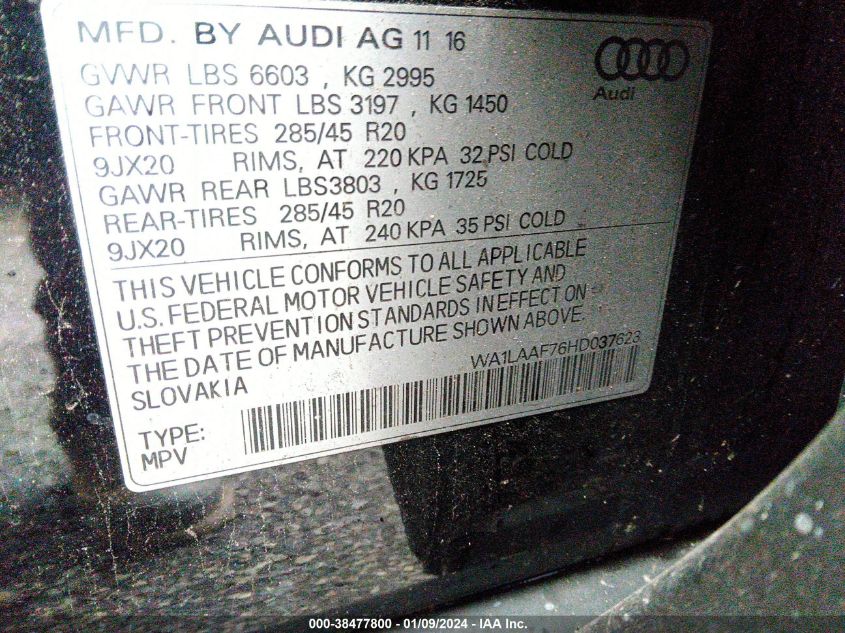 MFD. BY AUDI AG 11 16
GVWR LBS 6603 , KG 2995
GAWR FRONT LBS 3197 , KG 1450
FRONT-TIRES 285/45 R20
9JX20 RIMS, AT 220 KPA 32 PSI COLD
GAWR REAR LBS3803 , KG 1725
REAR-TIRES 285/45 R20
9JX20 RIMS, AT 240 KPA 35 PSI COLD
Audi
THIS VEHICLE CONFORMS TO ALL APPLICABLE
U.S. FEDERAL MOTOR VEHICLE SAFETY AND
THEFT PREVENTION STANDARDS IN EFFECT ON
THE DATE OF MANUFACTURE SHOWN ABOVE.
SLOVAKIA WA1LAAF76HD037623
TYPE:
MPV
000-38477800 - 01/09/2024 - IAA Inc.